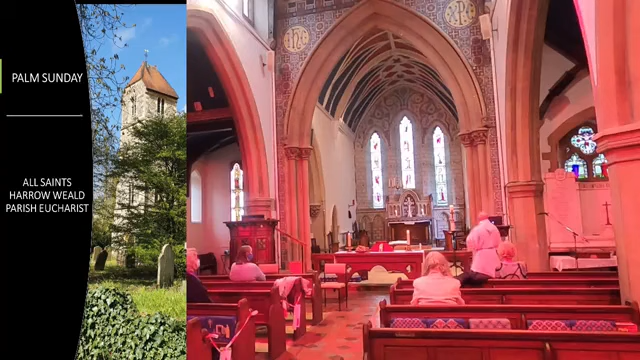 PALM SUNDAY
ALL SAINTS
HARROW WEALD
PARISH EUCHARIST